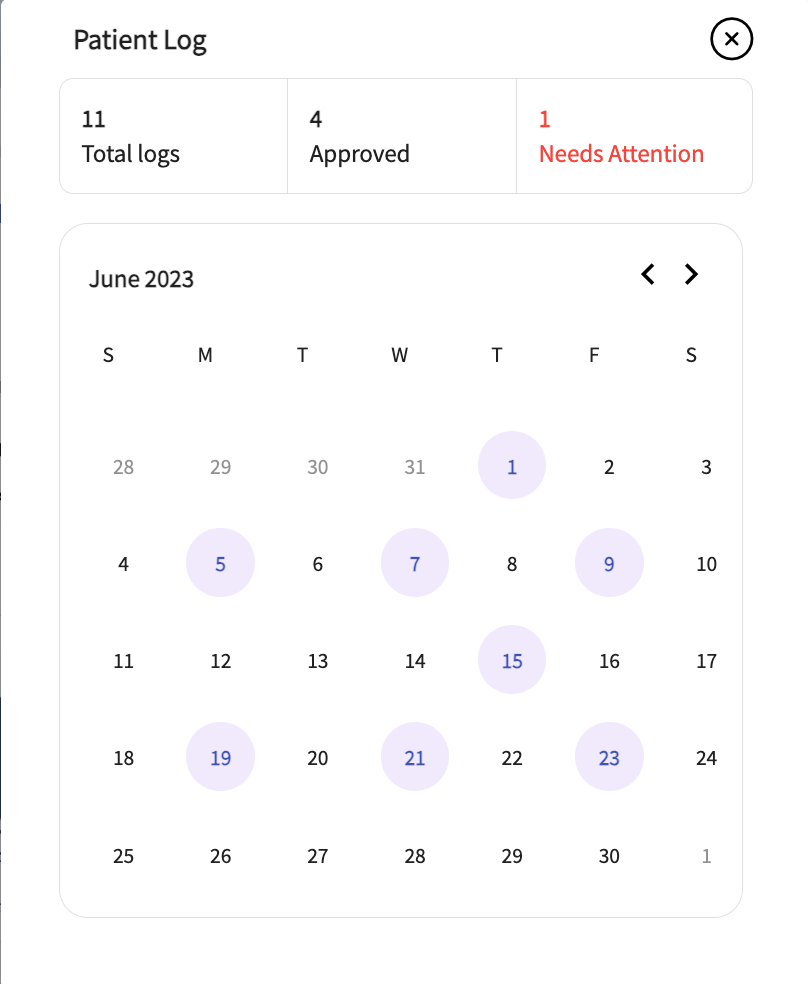 Patient Log
11 4 1
Total logs Approved Needs Attention
June 2023
S M T W T F S
28 29 30 31 1 2 3
4 5 6 7 8 9 10
11 12 13 14 15 16 17
18 19 20 21 22 23 24
25 26 27 28 29 30 1